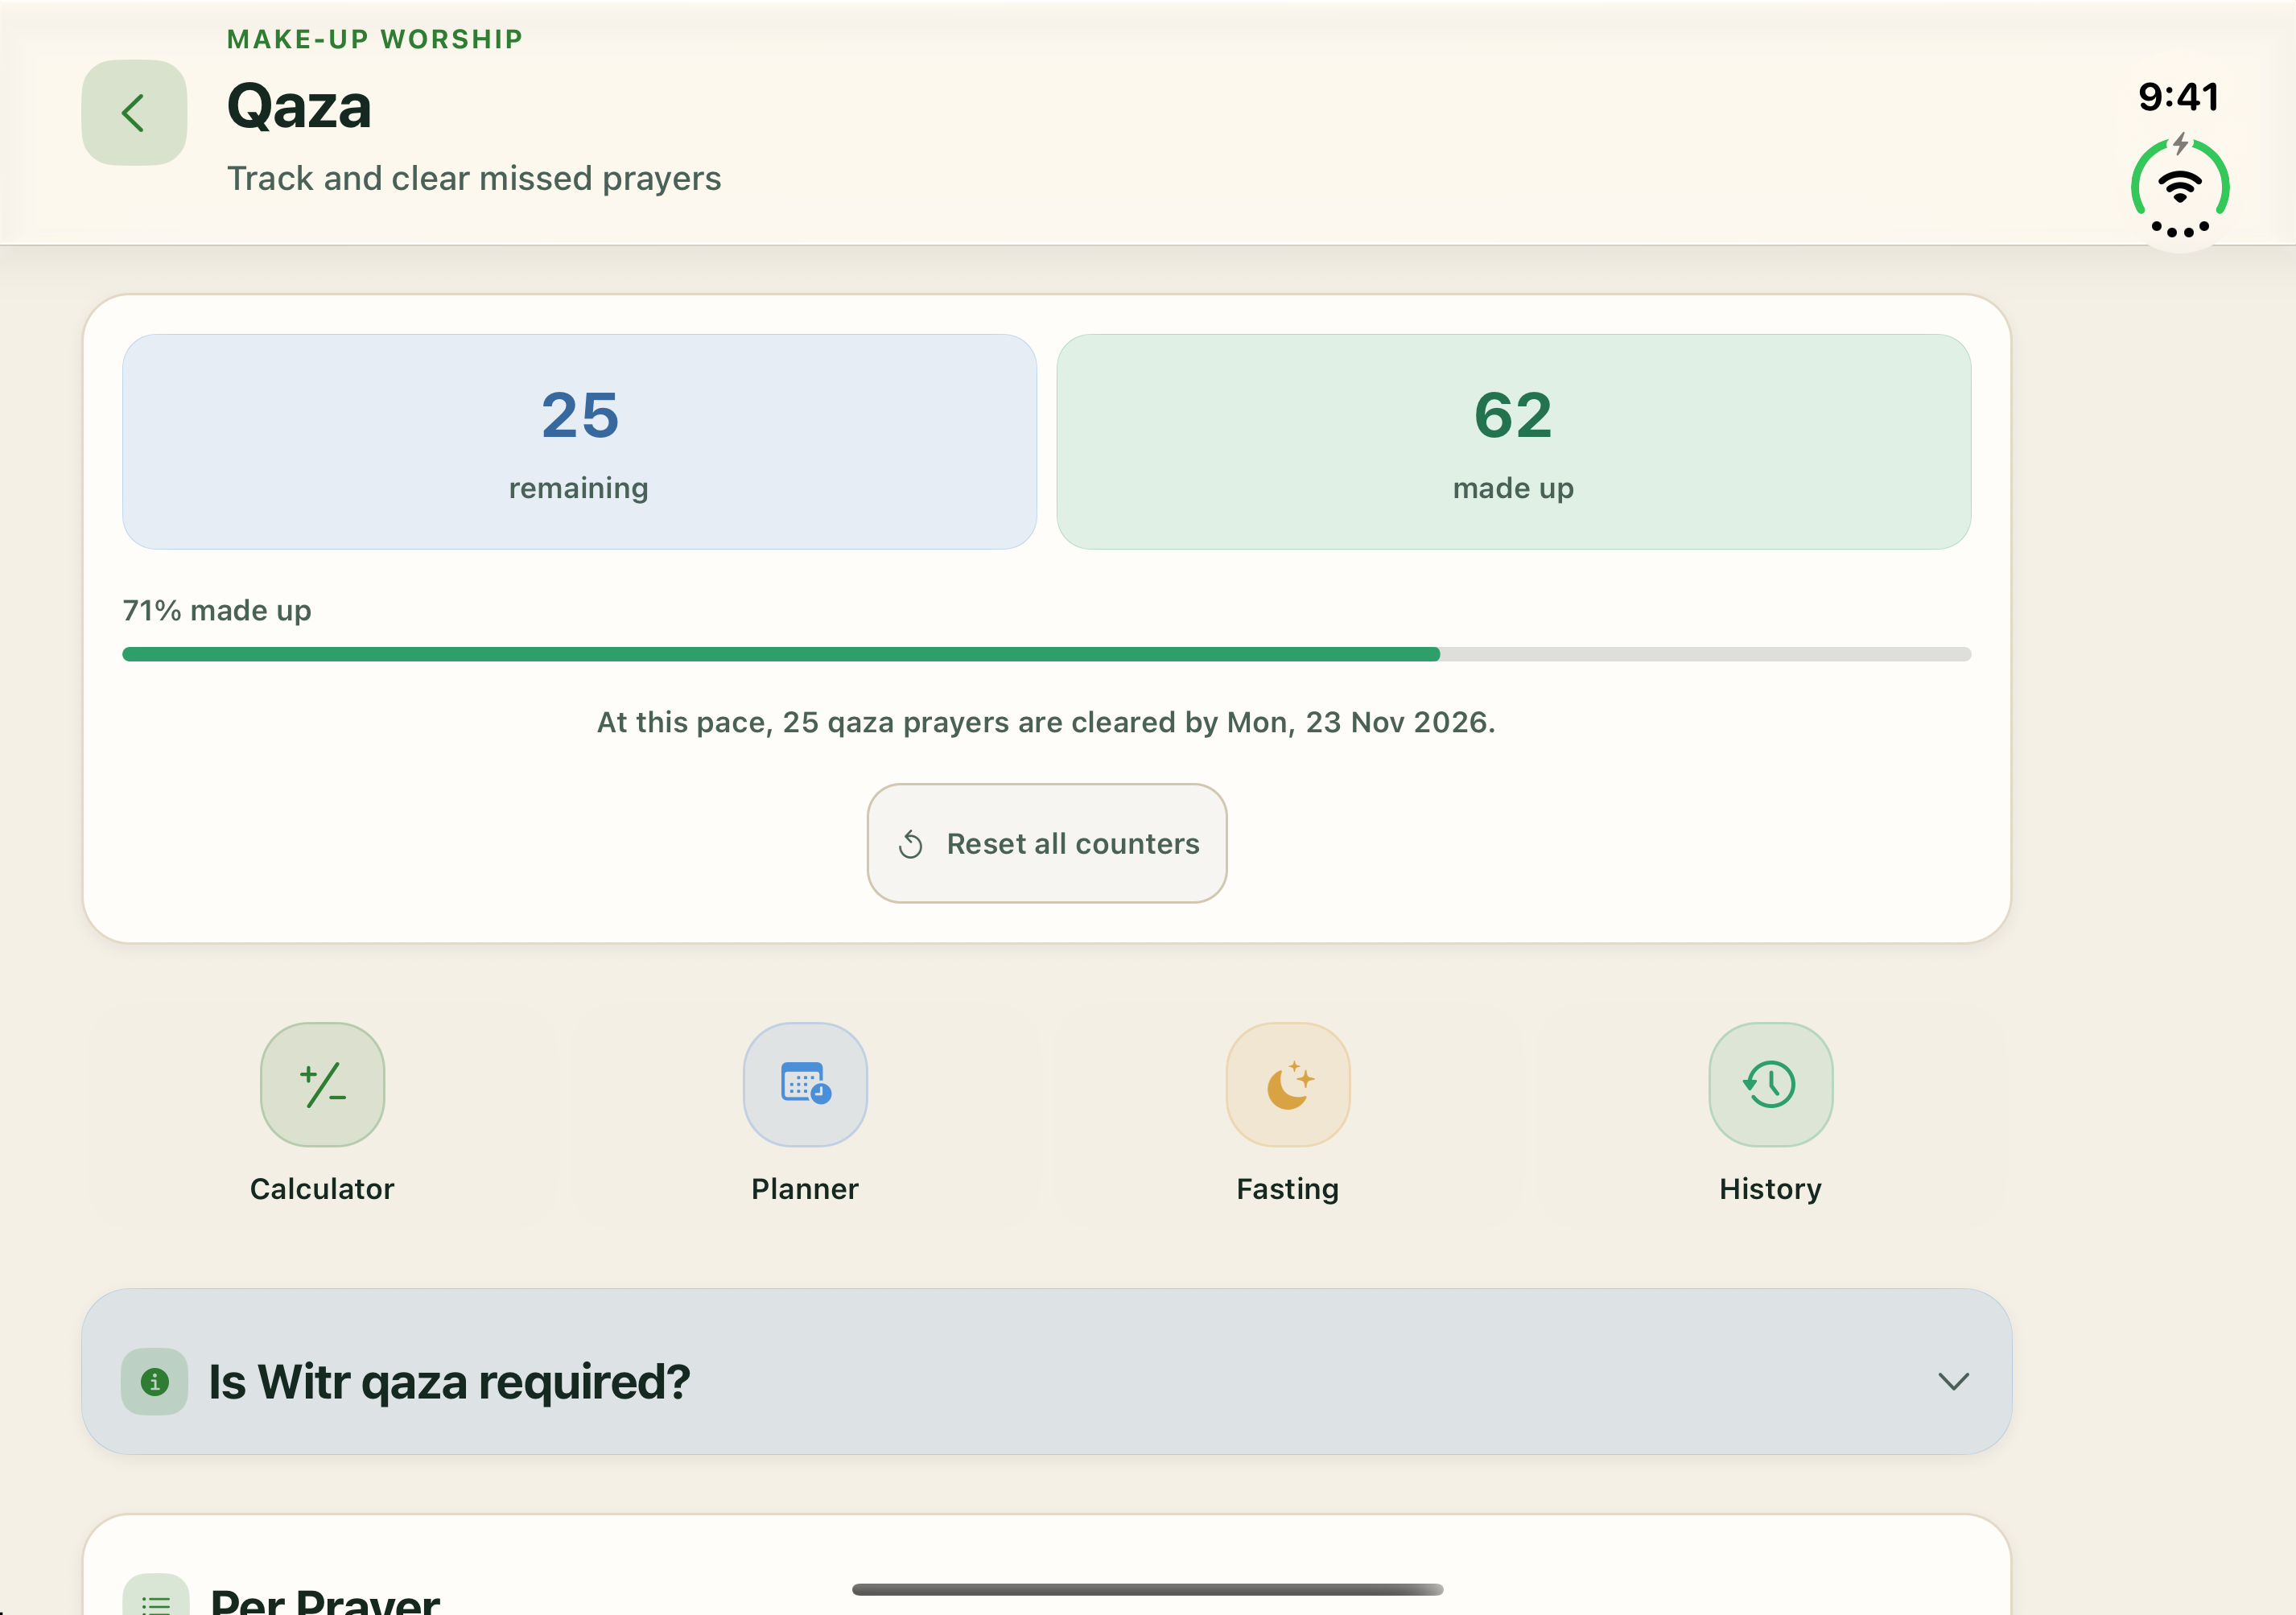 MAKE-UP WORSHIP
Qaza
Track and clear missed prayers
9:41
25
remaining
62
made up
71% made up
At this pace, 25 qaza prayers are cleared by Mon, 23 Nov 2026.
Reset all counters
Calculator
Planner
Fasting
History
Is Witr qaza required?
Per Prayer